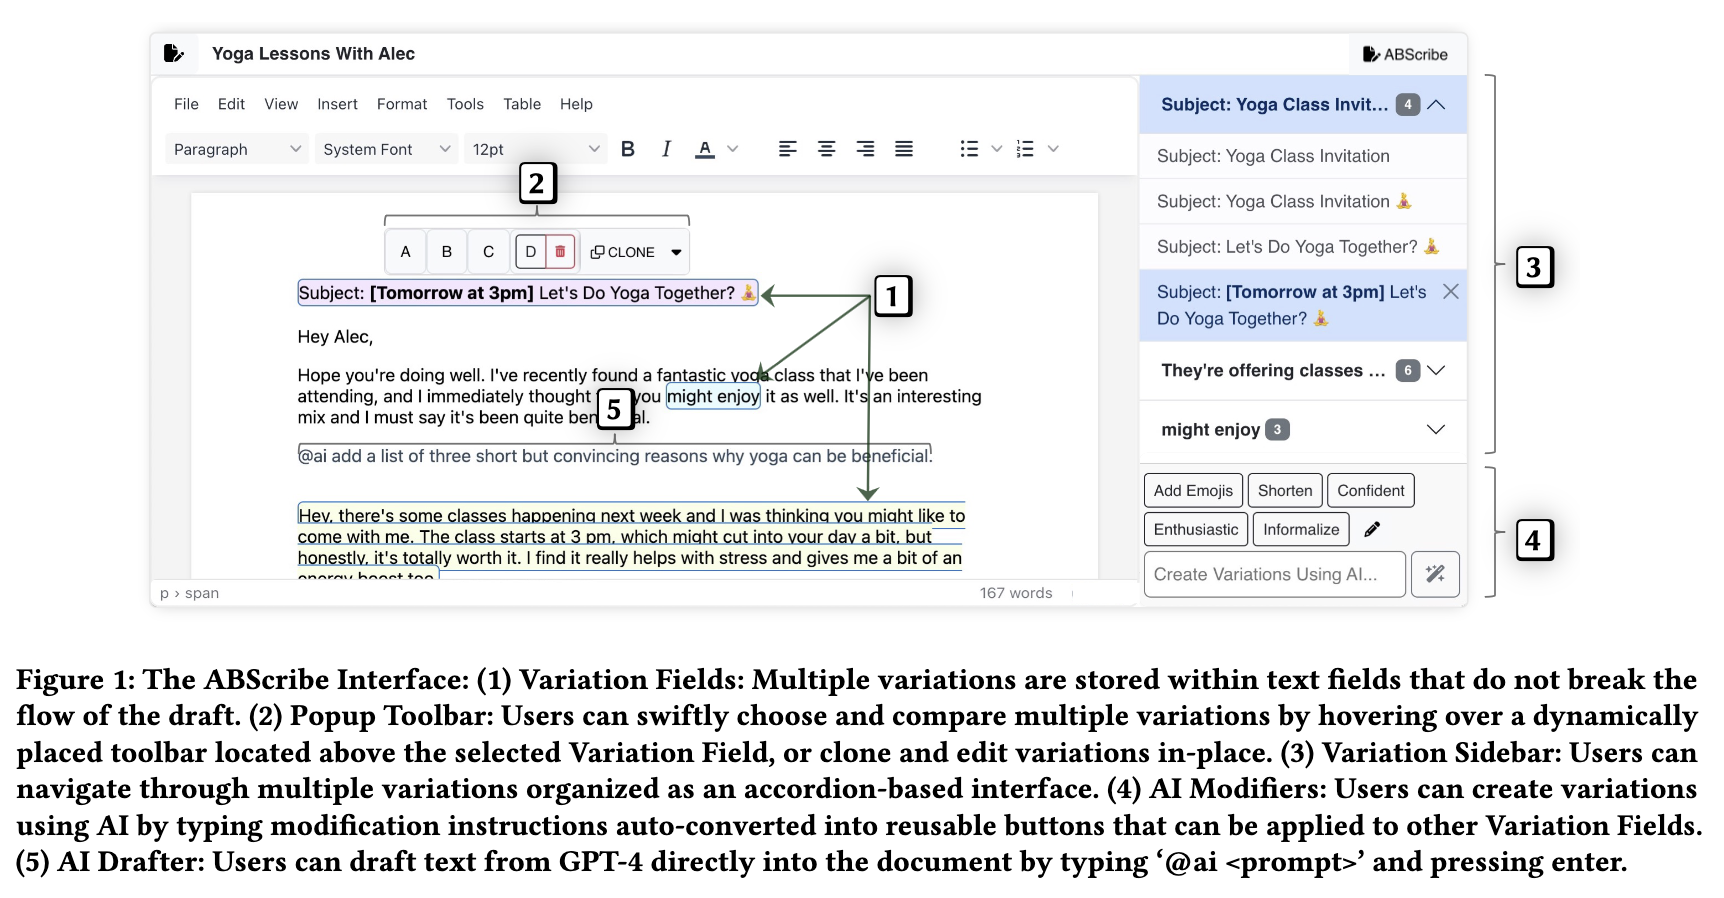 Yoga Lessons With Alec
ABScribe
File Edit View Insert Format Tools Table Help
Paragraph System Font 12pt B I A
2
A B C D CLONE
Subject: [Tomorrow at 3pm] Let's Do Yoga Together? 🧘
1
Hey Alec,
Hope you're doing well. I've recently found a fantastic yoga class that I've been
attending, and I immediately thought you might enjoy it as well. It's an interesting
mix and I must say it's been quite ben al.
5
@ai add a list of three short but convincing reasons why yoga can be beneficial.
Hey, there's some classes happening next week and I was thinking you might like to
come with me. The class starts at 3 pm, which might cut into your day a bit, but
honestly, it's totally worth it. I find it really helps with stress and gives me a bit of an
energy boost too.
p › span 167 words
Subject: Yoga Class Invit... 4
Subject: Yoga Class Invitation
Subject: Yoga Class Invitation 🧘
Subject: Let's Do Yoga Together? 🧘
Subject: [Tomorrow at 3pm] Let's
Do Yoga Together? 🧘
They're offering classes ... 6
might enjoy 3
3
Add Emojis Shorten Confident
Enthusiastic Informalize
Create Variations Using AI...
4
Figure 1: The ABScribe Interface: (1) Variation Fields: Multiple variations are stored within text fields that do not break the
flow of the draft. (2) Popup Toolbar: Users can swiftly choose and compare multiple variations by hovering over a dynamically
placed toolbar located above the selected Variation Field, or clone and edit variations in-place. (3) Variation Sidebar: Users can
navigate through multiple variations organized as an accordion-based interface. (4) AI Modifiers: Users can create variations
using AI by typing modification instructions auto-converted into reusable buttons that can be applied to other Variation Fields.
(5) AI Drafter: Users can draft text from GPT-4 directly into the document by typing ‘@ai <prompt>’ and pressing enter.